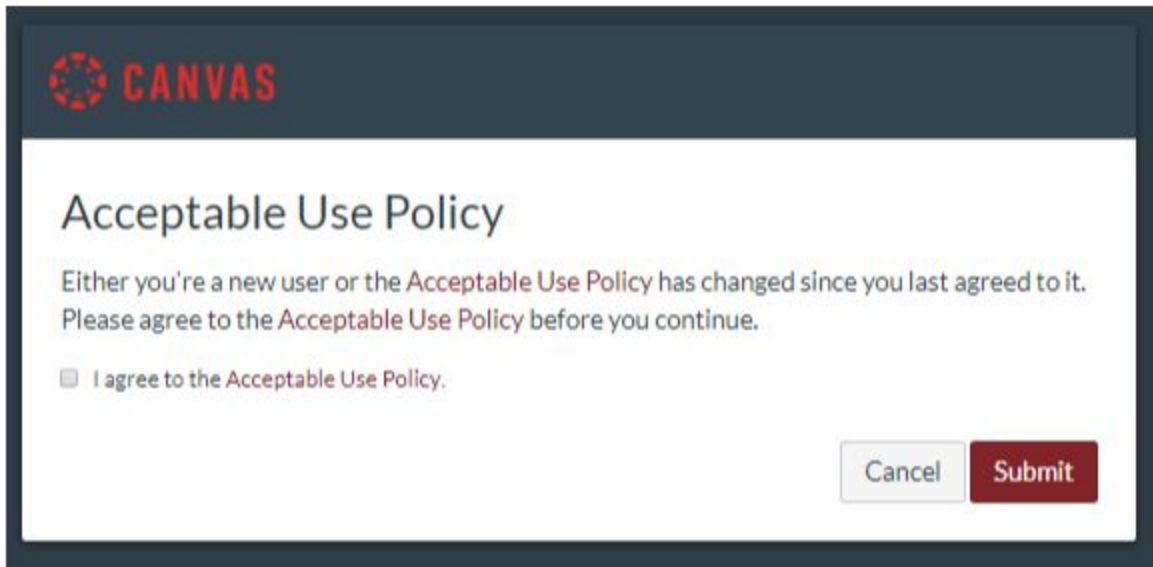 CANVAS
Acceptable Use Policy
Either you're a new user or the Acceptable Use Policy has changed since you last agreed to it.
Please agree to the Acceptable Use Policy before you continue.
I agree to the Acceptable Use Policy.
Cancel Submit